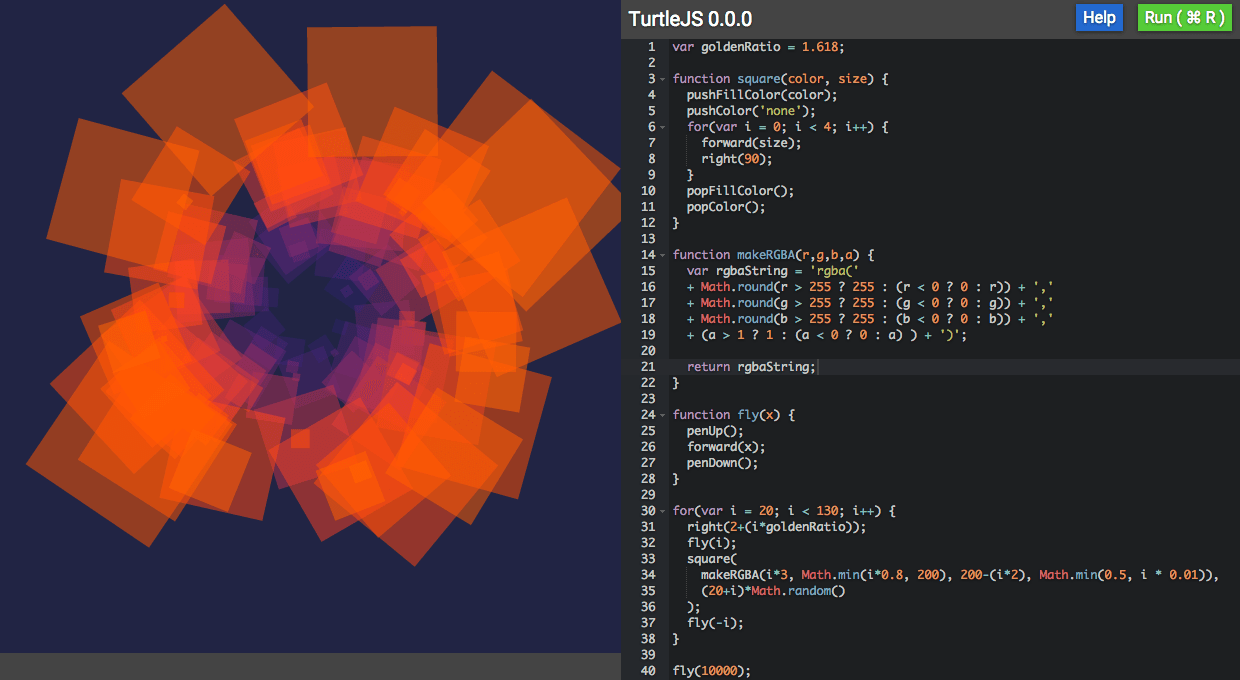 TurtleJS 0.0.0
Help
Run ( ⌘ R )
1 var goldenRatio = 1.618;
2
3 function square(color, size) {
4 pushFillColor(color);
5 pushColor('none');
6 for(var i = 0; i < 4; i++) {
7 forward(size);
8 right(90);
9 }
10 popFillColor();
11 popColor();
12 }
13
14 function makeRGBA(r,g,b,a) {
15 var rgbaString = 'rgba('
16 + Math.round(r > 255 ? 255 : (r < 0 ? 0 : r)) + ','
17 + Math.round(g > 255 ? 255 : (g < 0 ? 0 : g)) + ','
18 + Math.round(b > 255 ? 255 : (b < 0 ? 0 : b)) + ','
19 + (a > 1 ? 1 : (a < 0 ? 0 : a) ) + ')';
20
21 return rgbaString;
22 }
23
24 function fly(x) {
25 penUp();
26 forward(x);
27 penDown();
28 }
29
30 for(var i = 20; i < 130; i++) {
31 right(2+(i*goldenRatio));
32 fly(i);
33 square(
34 makeRGBA(i*3, Math.min(i*0.8, 200), 200-(i*2), Math.min(0.5, i * 0.01)),
35 (20+i)*Math.random()
36 );
37 fly(-i);
38 }
39
40 fly(10000);